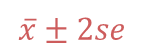 x̄ ± 2se